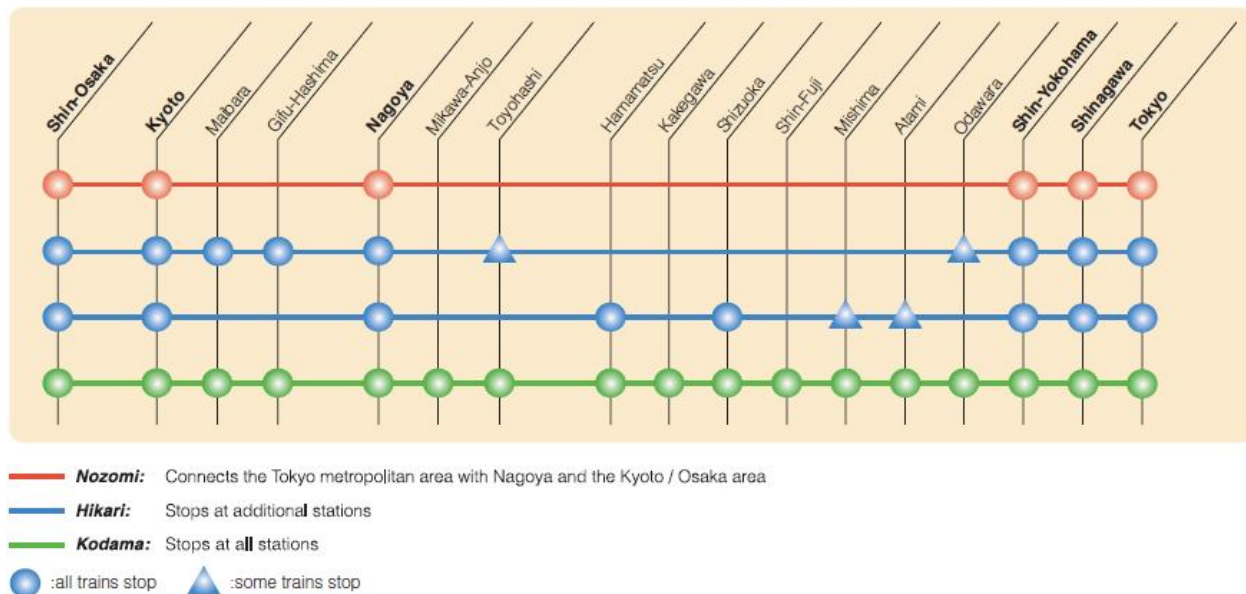 Shin-Osaka
Kyoto
Maibara
Gifu-Hashima
Nagoya
Mikawa-Anjo
Toyohashi
Hamamatsu
Kakegawa
Shizuoka
Shin-Fuji
Mishima
Atami
Odawara
Shin-Yokohama
Shinagawa
Tokyo
Nozomi: Connects the Tokyo metropolitan area with Nagoya and the Kyoto / Osaka area
Hikari: Stops at additional stations
Kodama: Stops at all stations
:all trains stop :some trains stop